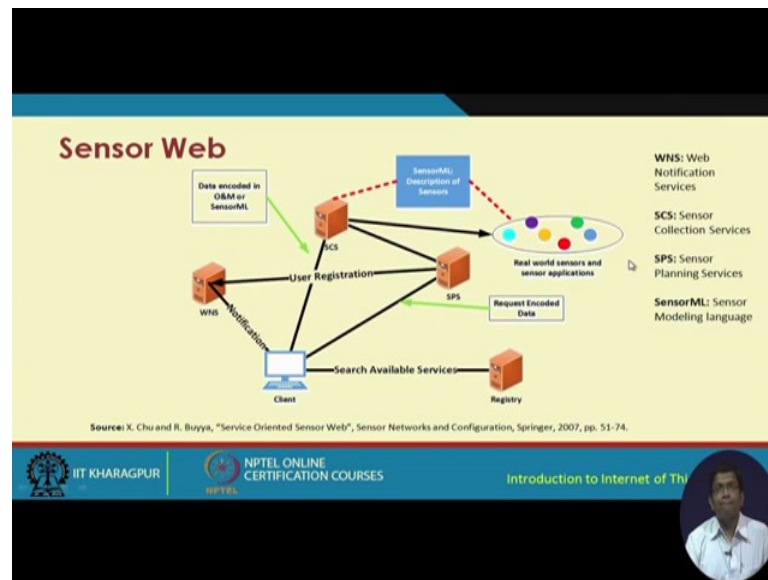 Sensor Web
Data encoded in
O&M or
SensorML
SensorML:
Description of
Sensors
WNS: Web
Notification
Services
SCS: Sensor
Collection Services
SPS: Sensor
Planning Services
SensorML: Sensor
Modeling language
SCS
Real world sensors and
sensor applications
User Registration
SPS
WNS
Request Encoded
Data
Notification
Search Available Services
Client
Registry
Source: X. Chu and R. Buyya, "Service Oriented Sensor Web", Sensor Networks and Configuration, Springer, 2007, pp. 51-74.
IIT KHARAGPUR
NPTEL
NPTEL ONLINE
CERTIFICATION COURSES
Introduction to Internet of Thi